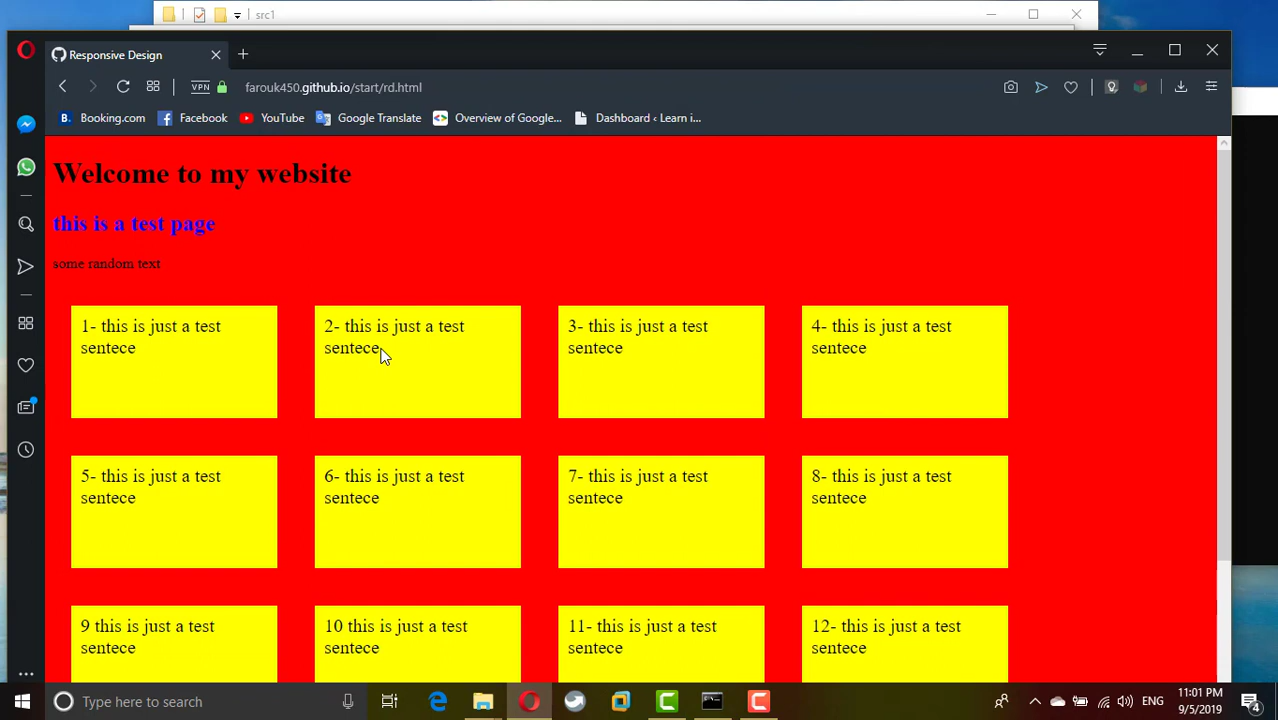 src1
Responsive Design
VPN
farouk450.github.io/start/rd.html
B. Booking.com Facebook YouTube Google Translate Overview of Google... Dashboard ‹ Learn i...
Welcome to my website
this is a test page
some random text
1- this is just a test
sentece
2- this is just a test
sentece
3- this is just a test
sentece
4- this is just a test
sentece
5- this is just a test
sentece
6- this is just a test
sentece
7- this is just a test
sentece
8- this is just a test
sentece
9 this is just a test
sentece
10 this is just a test
sentece
11- this is just a test
sentece
12- this is just a test
sentece
Type here to search
ENG
11:01 PM
9/5/2019
4